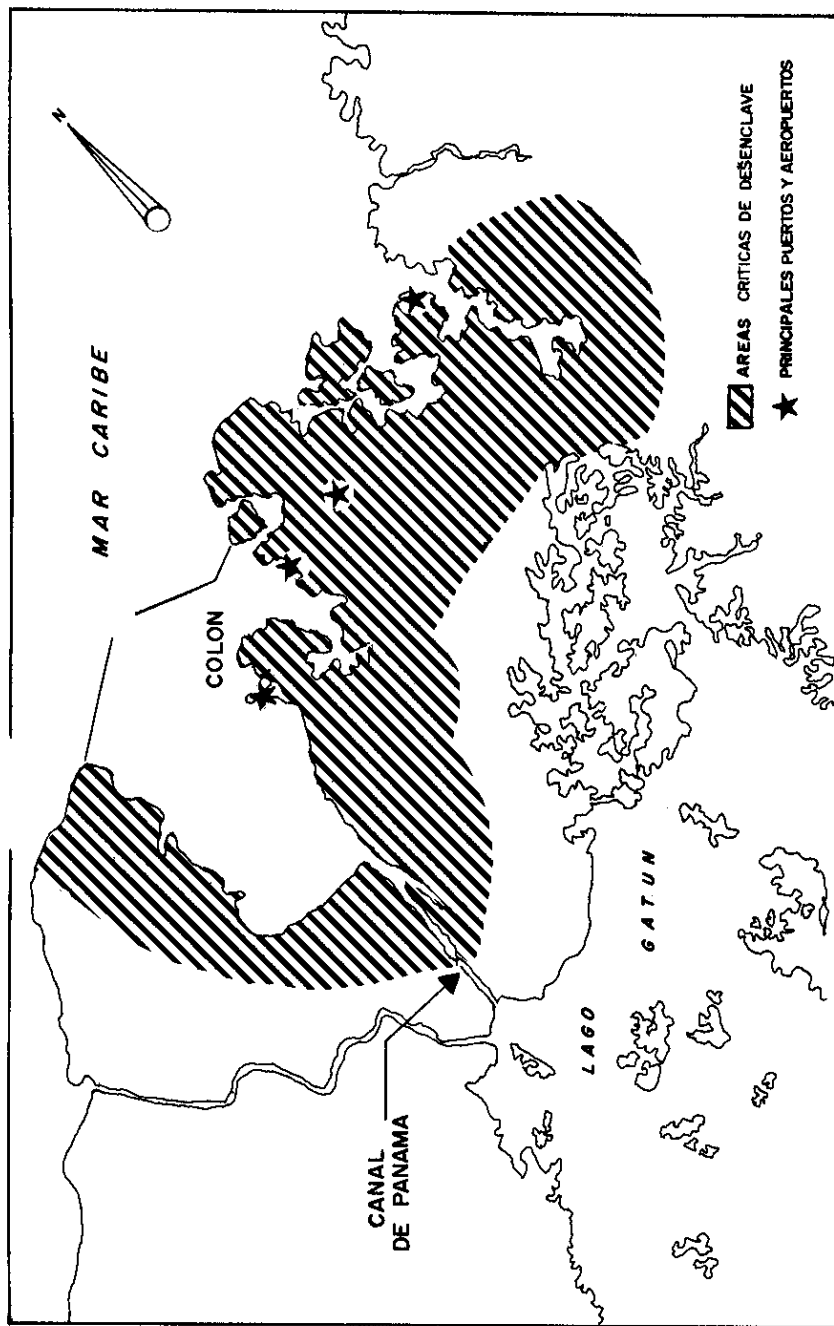 N
MAR CARIBE
COLON
CANAL
DE PANAMA
LAGO
GATUN
AREAS CRITICAS DE DESENCLAVE
PRINCIPALES PUERTOS Y AEROPUERTOS